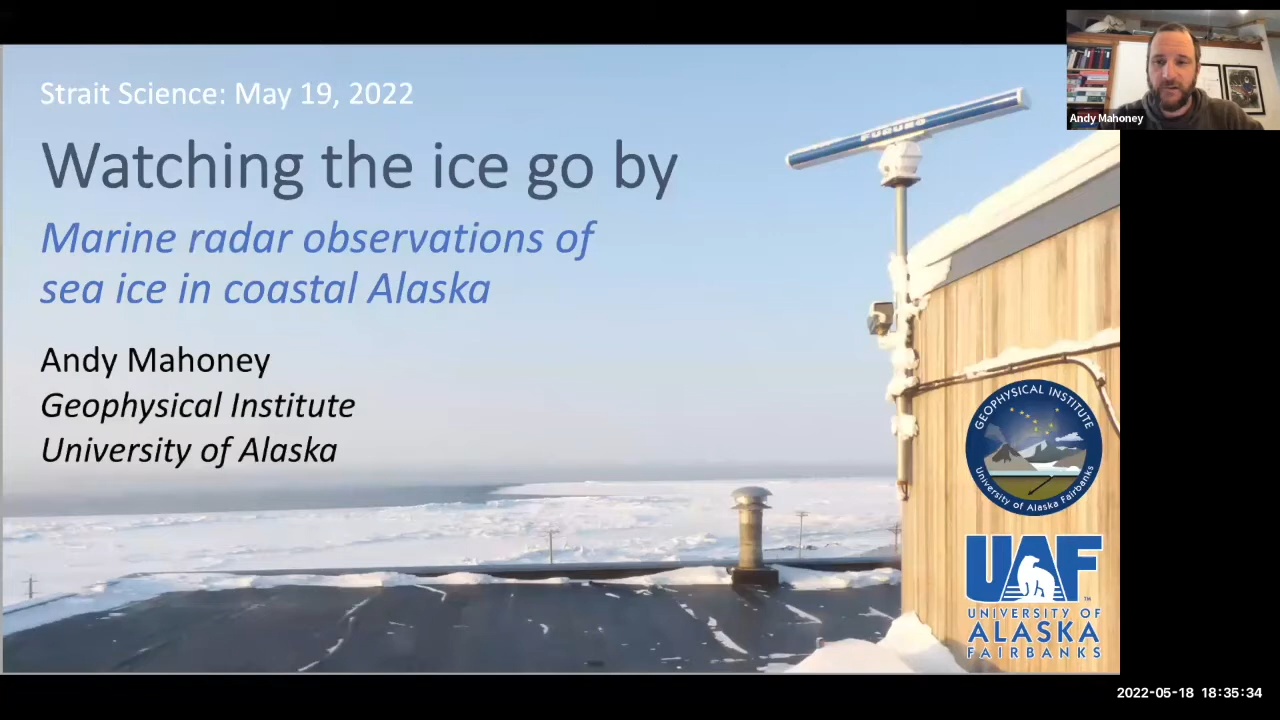 Strait Science: May 19, 2022
Watching the ice go by
Marine radar observations of
sea ice in coastal Alaska
Andy Mahoney
Geophysical Institute
University of Alaska
FURUNO
Andy Mahoney
GEOPHYSICAL INSTITUTE
University of Alaska Fairbanks
UAF
TM
UNIVERSITY OF
ALASKA
FAIRBANKS
2022-05-18 18:35:34